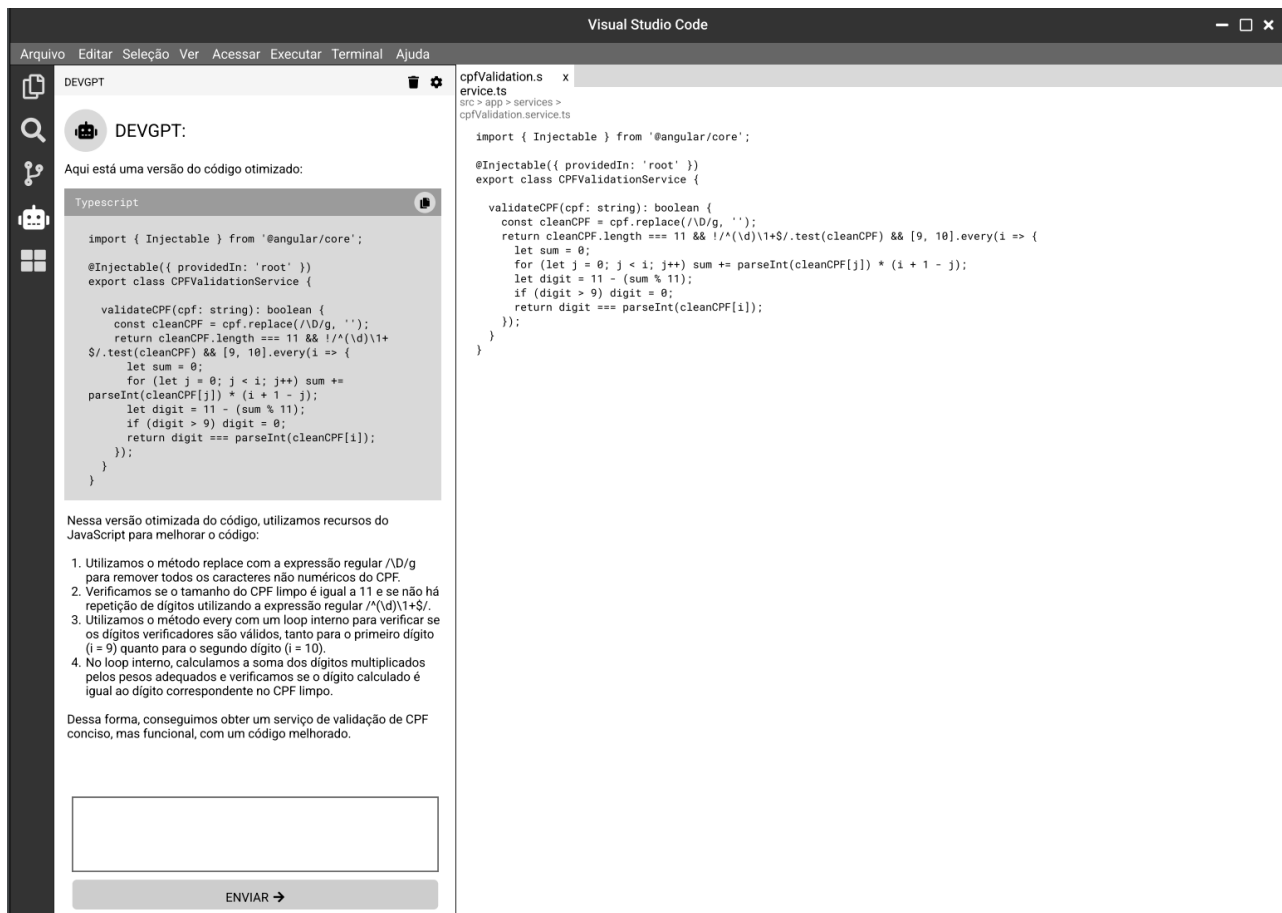 Visual Studio Code
Arquivo Editar Seleção Ver Acessar Executar Terminal Ajuda
DEVGPT
DEVGPT:
Aqui está uma versão do código otimizado:
Typescript
import { Injectable } from '@angular/core';
@Injectable({ providedIn: 'root' })
export class CPFValidationService {
validateCPF(cpf: string): boolean {
const cleanCPF = cpf.replace(/\D/g, '');
return cleanCPF.length === 11 && !/^(\d)\1+
$/.test(cleanCPF) && [9, 10].every(i => {
let sum = 0;
for (let j = 0; j < i; j++) sum +=
parseInt(cleanCPF[j]) * (i + 1 - j);
let digit = 11 - (sum % 11);
if (digit > 9) digit = 0;
return digit === parseInt(cleanCPF[i]);
});
}
}
Nessa versão otimizada do código, utilizamos recursos do
JavaScript para melhorar o código:
1. Utilizamos o método replace com a expressão regular /\D/g
para remover todos os caracteres não numéricos do CPF.
2. Verificamos se o tamanho do CPF limpo é igual a 11 e se não há
repetição de dígitos utilizando a expressão regular /^(\d)\1+$/.
3. Utilizamos o método every com um loop interno para verificar se
os dígitos verificadores são válidos, tanto para o primeiro dígito
(i = 9) quanto para o segundo dígito (i = 10).
4. No loop interno, calculamos a soma dos dígitos multiplicados
pelos pesos adequados e verificamos se o dígito calculado é
igual ao dígito correspondente no CPF limpo.
Dessa forma, conseguimos obter um serviço de validação de CPF
conciso, mas funcional, com um código melhorado.
ENVIAR →
cpfValidation.s x
ervice.ts
src > app > services >
cpfValidation.service.ts
import { Injectable } from '@angular/core';
@Injectable({ providedIn: 'root' })
export class CPFValidationService {
validateCPF(cpf: string): boolean {
const cleanCPF = cpf.replace(/\D/g, '');
return cleanCPF.length === 11 && !/^(\d)\1+$/.test(cleanCPF) && [9, 10].every(i => {
let sum = 0;
for (let j = 0; j < i; j++) sum += parseInt(cleanCPF[j]) * (i + 1 - j);
let digit = 11 - (sum % 11);
if (digit > 9) digit = 0;
return digit === parseInt(cleanCPF[i]);
});
}
}